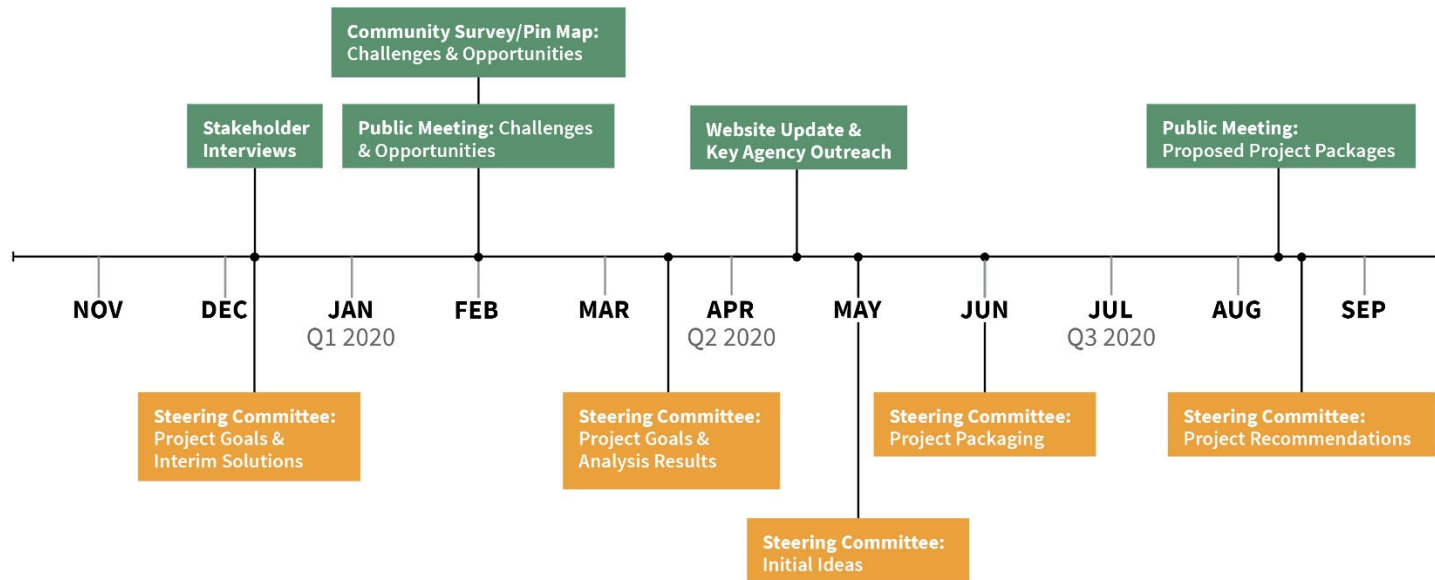 Community Survey/Pin Map:
Challenges & Opportunities
Stakeholder
Interviews
Public Meeting: Challenges
& Opportunities
Website Update &
Key Agency Outreach
Public Meeting:
Proposed Project Packages
NOV
DEC
JAN
Q1 2020
FEB
MAR
APR
Q2 2020
MAY
JUN
JUL
Q3 2020
AUG
SEP
Steering Committee:
Project Goals &
Interim Solutions
Steering Committee:
Project Goals &
Analysis Results
Steering Committee:
Initial Ideas
Steering Committee:
Project Packaging
Steering Committee:
Project Recommendations